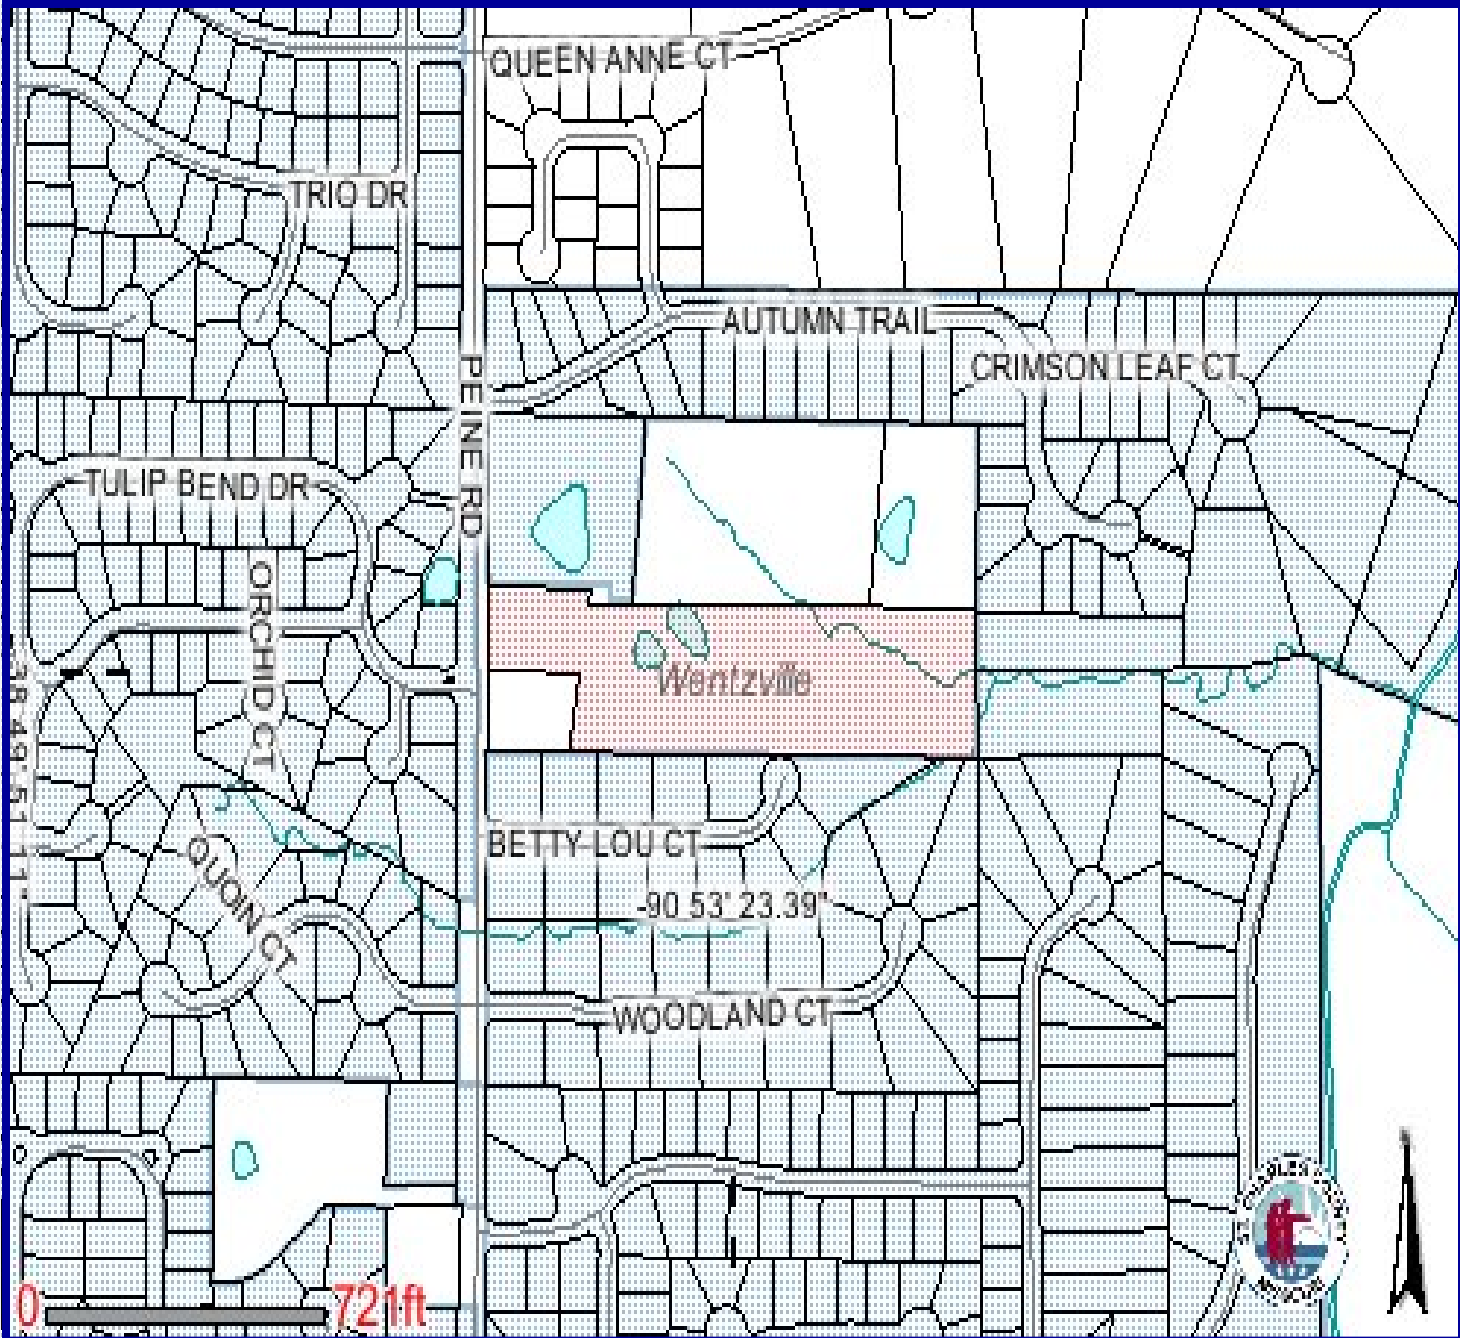 QUEEN ANNE CT
TRIO DR
AUTUMN TRAIL
CRIMSON LEAF CT
PEINE RD
TULIP BEND DR
ORCHID CT
Wentzville
BETTY LOU CT
QUOIN CT
-90 53' 23.39"
WOODLAND CT
0
721ft